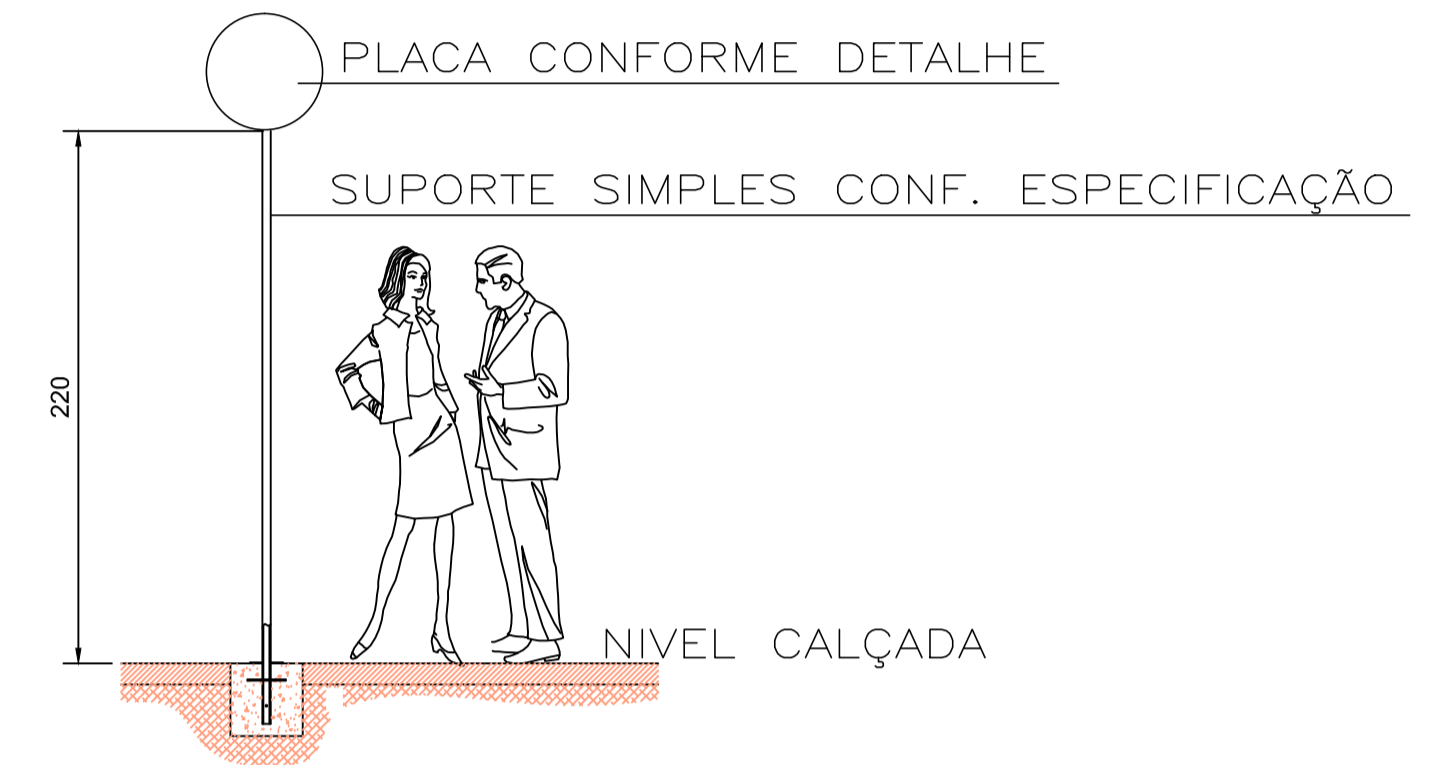 PLACA CONFORME DETALHE
SUPORTE SIMPLES CONF. ESPECIFICAÇÃO
220
NIVEL CALÇADA